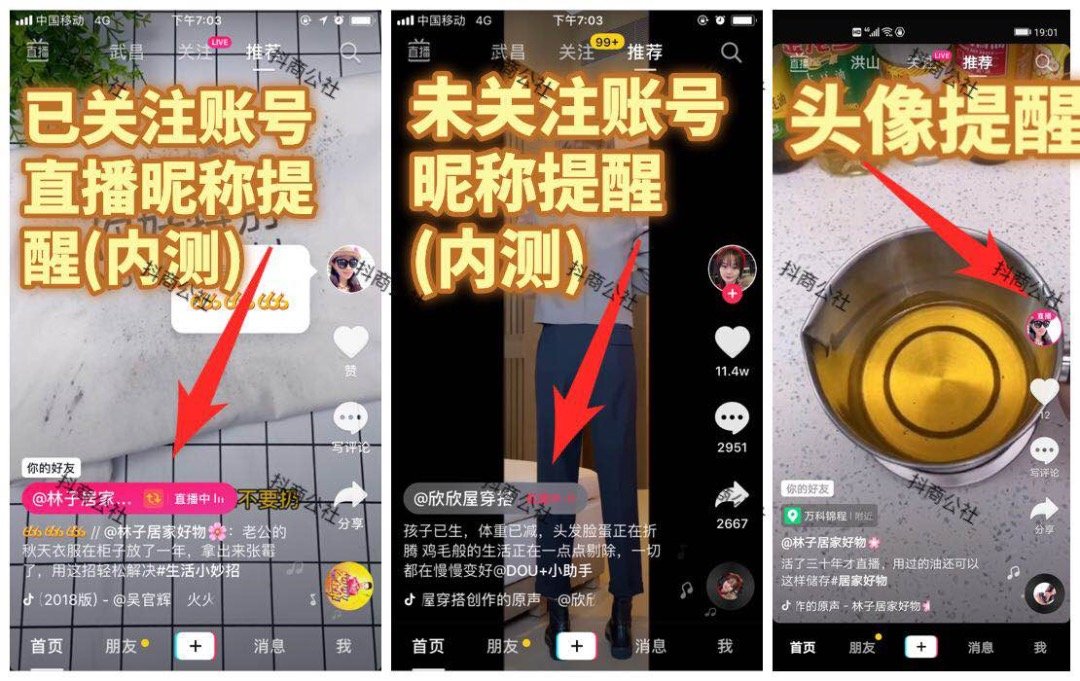 中国移动 4G 下午7:03
直播 武昌 关注 LIVE 推荐
已关注账号
直播昵称提
醒(内测)
抖商公社
你的好友
@林子居家... 直播中
不要扔
// @林子居家好物🌸：老公的
秋天衣服在柜子放了一年，拿出来张霉
了，用这招轻松解决#生活小妙招
(2018版) - @吴官辉 火火
赞
写评论
分享
首页 朋友 + 消息 我
中国移动 4G 下午7:03
直播 武昌 关注 99+ 推荐
未关注账号
昵称提醒
(内测)
抖商公社
11.4w
2951
2667
@欣欣屋穿搭 直播中
孩子已生，体重已减，头发脸蛋正在折
腾 鸡毛般的生活正在一点点剔除，一切
都在慢慢变好@DOU+小助手
屋穿搭创作的原声 - @欣欣
首页 朋友 + 消息 我
19:01
直播 洪山 关注 LIVE 推荐
头像提醒
抖商公社
直播
12
写评论
分享
你的好友
万科锦程 | 附近
@林子居家好物🌸
活了三十年才直播，用过的油还可以
这样储存#居家好物
作的原声 - 林子居家好物
首页 朋友 + 消息 我